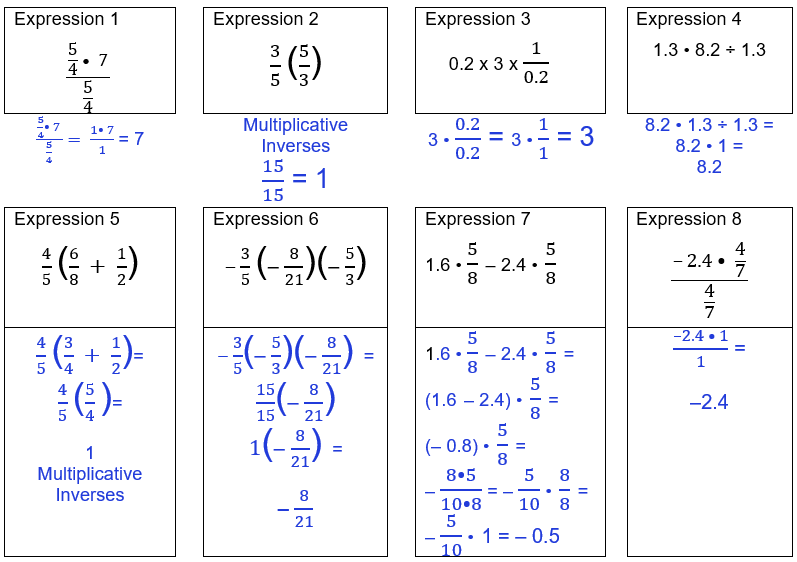 Expression 1
(5/4 • 7)/(5/4)
(5/4 • 7)/(5/4) = (1 • 7)/1 = 7
Expression 2
3/5 (5/3)
Multiplicative
Inverses
15/15 = 1
Expression 3
0.2 x 3 x 1/0.2
3 • 0.2/0.2 = 3 • 1/1 = 3
Expression 4
1.3 • 8.2 ÷ 1.3
8.2 • 1.3 ÷ 1.3 =
8.2 • 1 =
8.2
Expression 5
4/5 (6/8 + 1/2)
4/5 (3/4 + 1/2)=
4/5 (5/4)=
1
Multiplicative
Inverses
Expression 6
−3/5 (−8/21)(−5/3)
−3/5 (−5/3)(−8/21) =
15/15 (−8/21)
1(−8/21) =
−8/21
Expression 7
1.6 • 5/8 – 2.4 • 5/8
1.6 • 5/8 – 2.4 • 5/8 =
(1.6 – 2.4) • 5/8 =
(– 0.8) • 5/8 =
– (8•5)/(10•8) = – 5/10 • 8/8 =
– 5/10 • 1 = – 0.5
Expression 8
(−2.4 • 4/7)/(4/7)
(−2.4 • 1)/1 =
–2.4